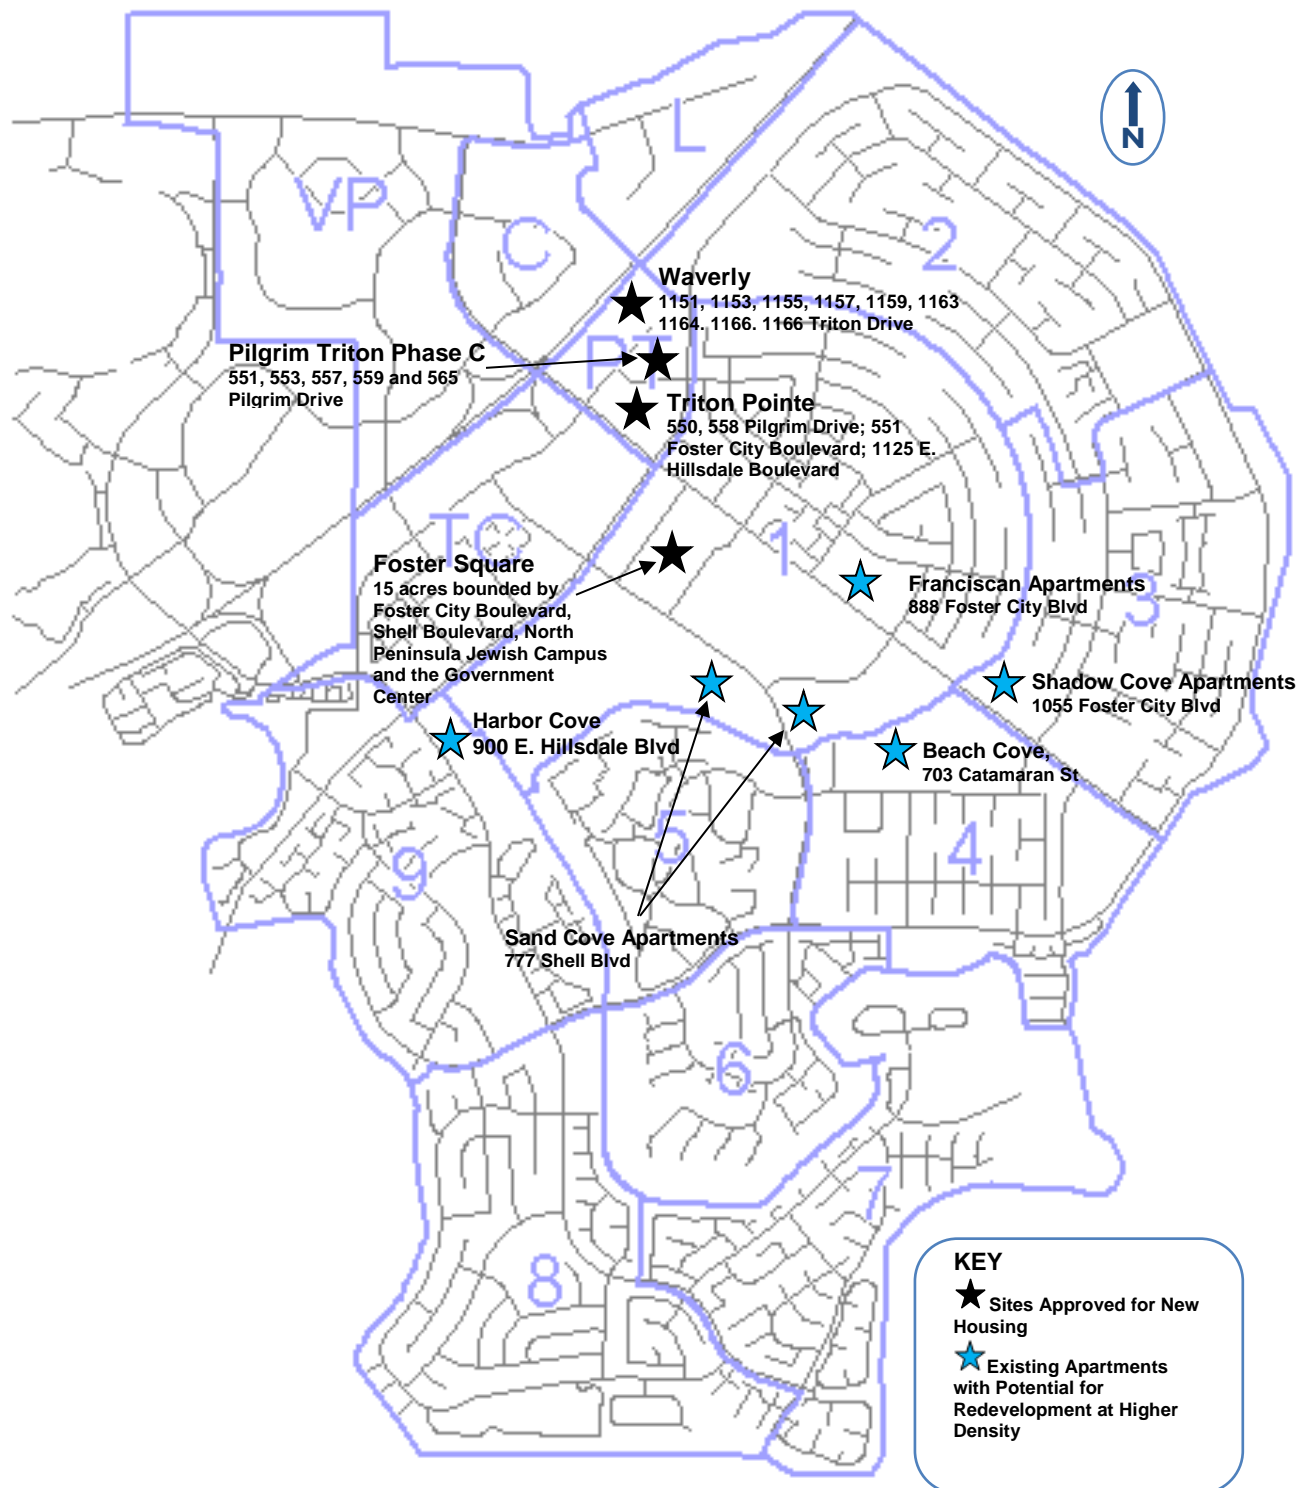 N
L
VP
C
2
Waverly
1151, 1153, 1155, 1157, 1159, 1163
1164. 1166. 1166 Triton Drive
PT
Pilgrim Triton Phase C
551, 553, 557, 559 and 565
Pilgrim Drive
Triton Pointe
550, 558 Pilgrim Drive; 551
Foster City Boulevard; 1125 E.
Hillsdale Boulevard
TC
1
Foster Square
15 acres bounded by
Foster City Boulevard,
Shell Boulevard, North
Peninsula Jewish Campus
and the Government
Center
Franciscan Apartments
888 Foster City Blvd
3
Shadow Cove Apartments
1055 Foster City Blvd
Harbor Cove
900 E. Hillsdale Blvd
Beach Cove,
703 Catamaran St
5
4
9
Sand Cove Apartments
777 Shell Blvd
6
7
8
KEY
Sites Approved for New
Housing
Existing Apartments
with Potential for
Redevelopment at Higher
Density